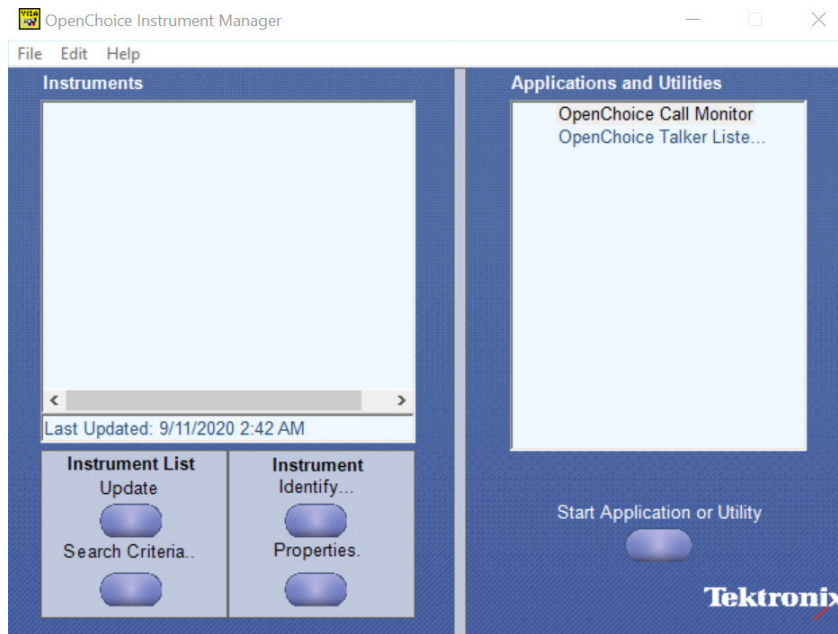 OpenChoice Instrument Manager
File Edit Help
Instruments
Last Updated: 9/11/2020 2:42 AM
Instrument List
Update
Search Criteria..
Instrument
Identify...
Properties.
Applications and Utilities
OpenChoice Call Monitor
OpenChoice Talker Liste...
Start Application or Utility
Tektronix